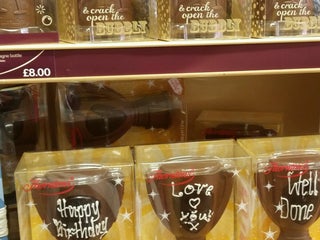 & crack
open the
BUBBLY
& crack
open the
BUBBLY
& crack
open the
BUBBLY
£8.00
Happy
Birthday
Love
you!
Well
Done